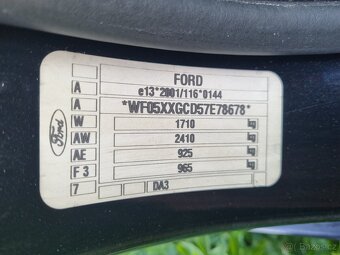 FORD
A e13*2001/116*0144
A *WF05XXGCD57E78678*
W 1710 kg
AW 2410 kg
AE 925 kg
F 3 965 kg
7 DA3
Ford